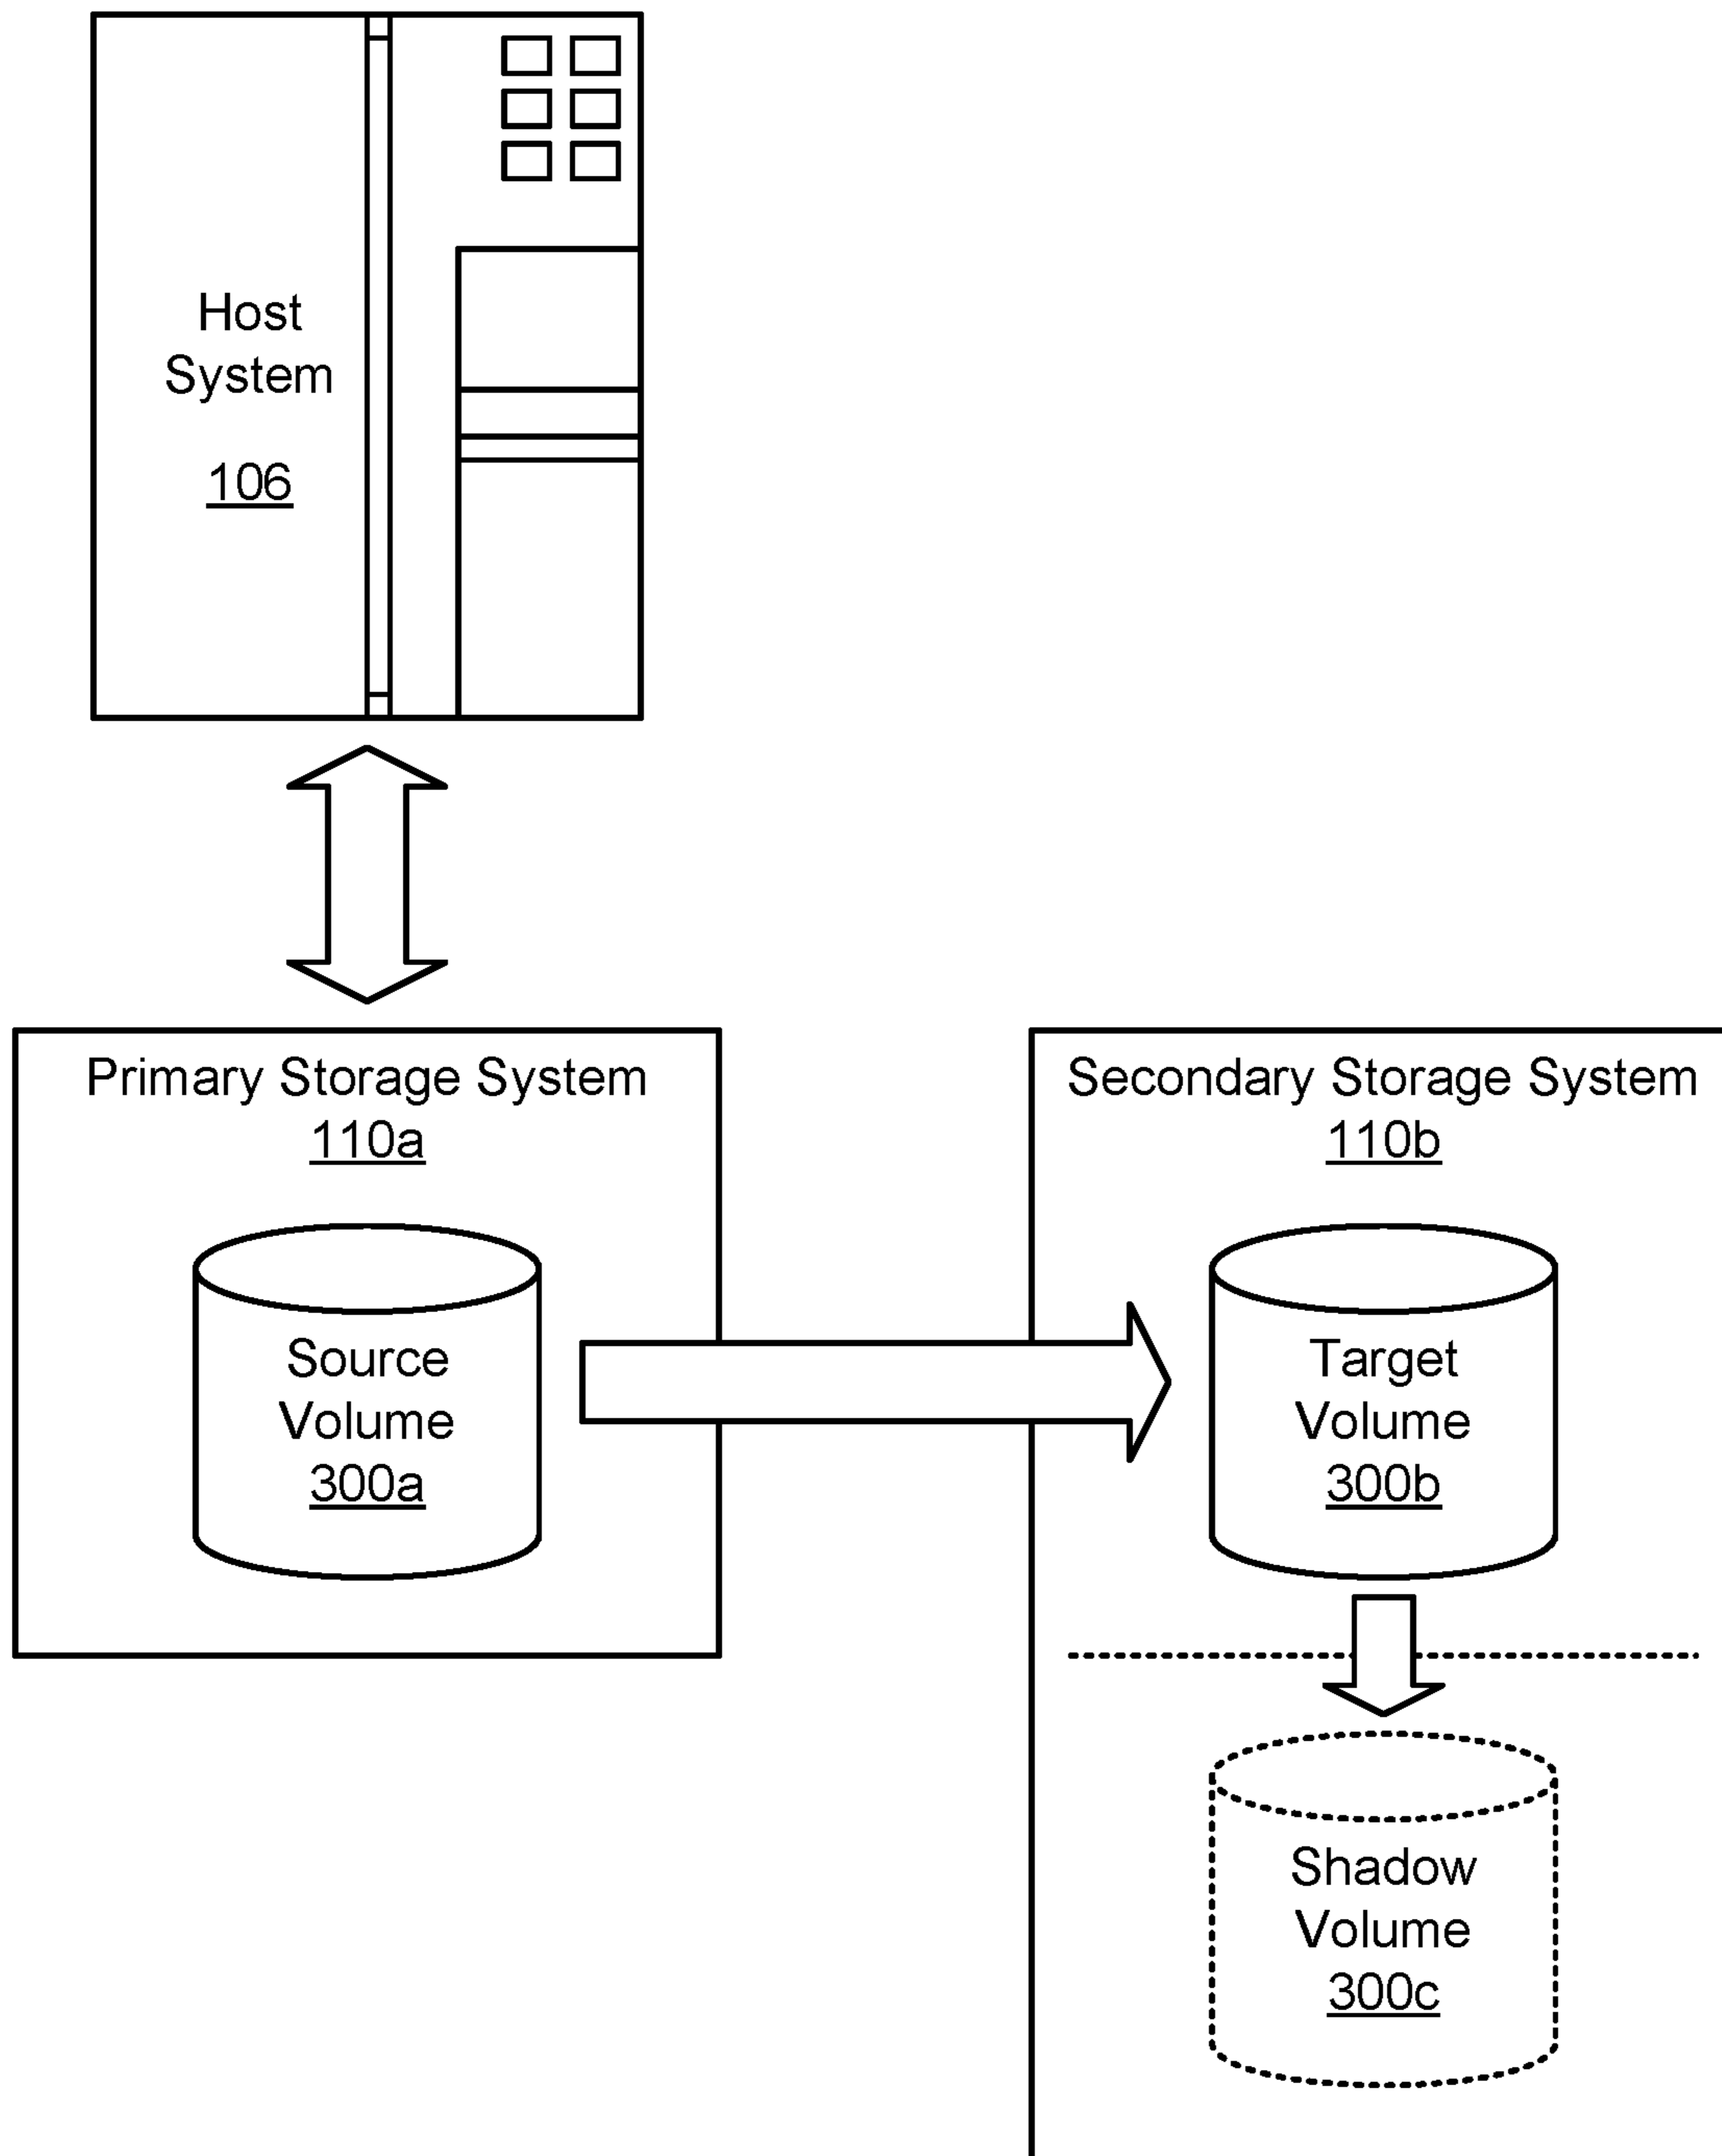 Host
System
106
Primary Storage System
110a
Source
Volume
300a
Secondary Storage System
110b
Target
Volume
300b
Shadow
Volume
300c